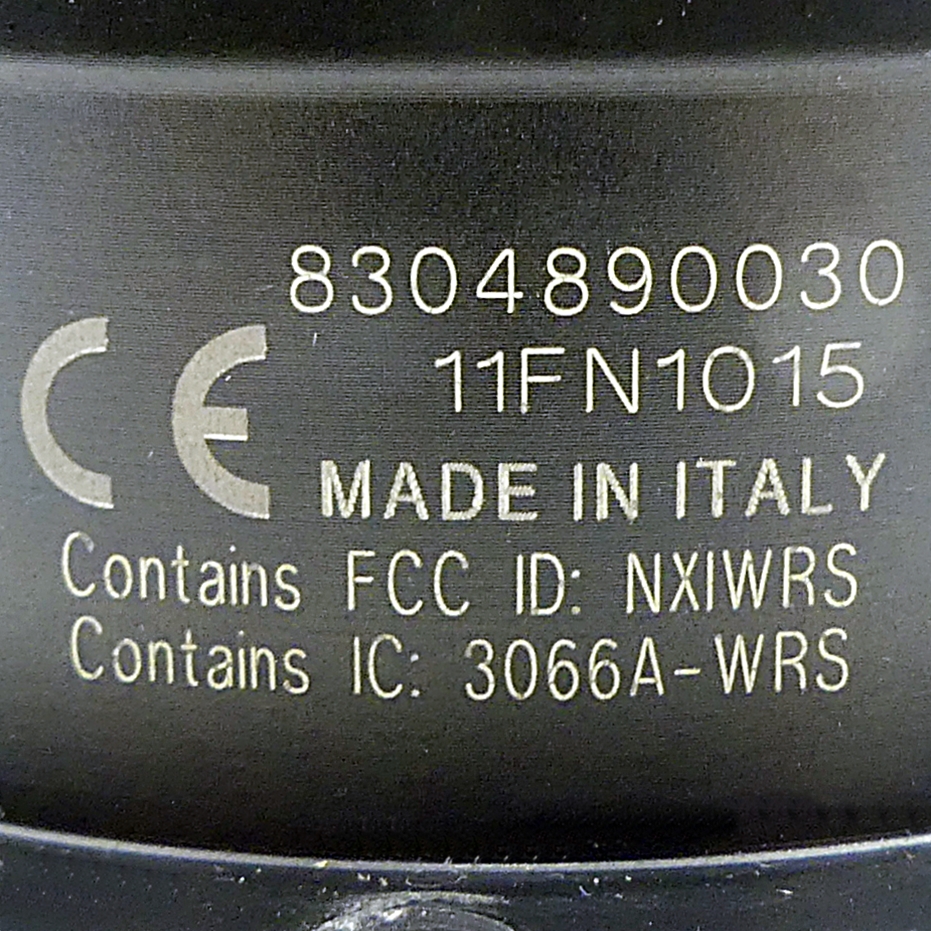 8304890030
11FN1015
CE
MADE IN ITALY
Contains FCC ID: NXIWRS
Contains IC: 3066A-WRS